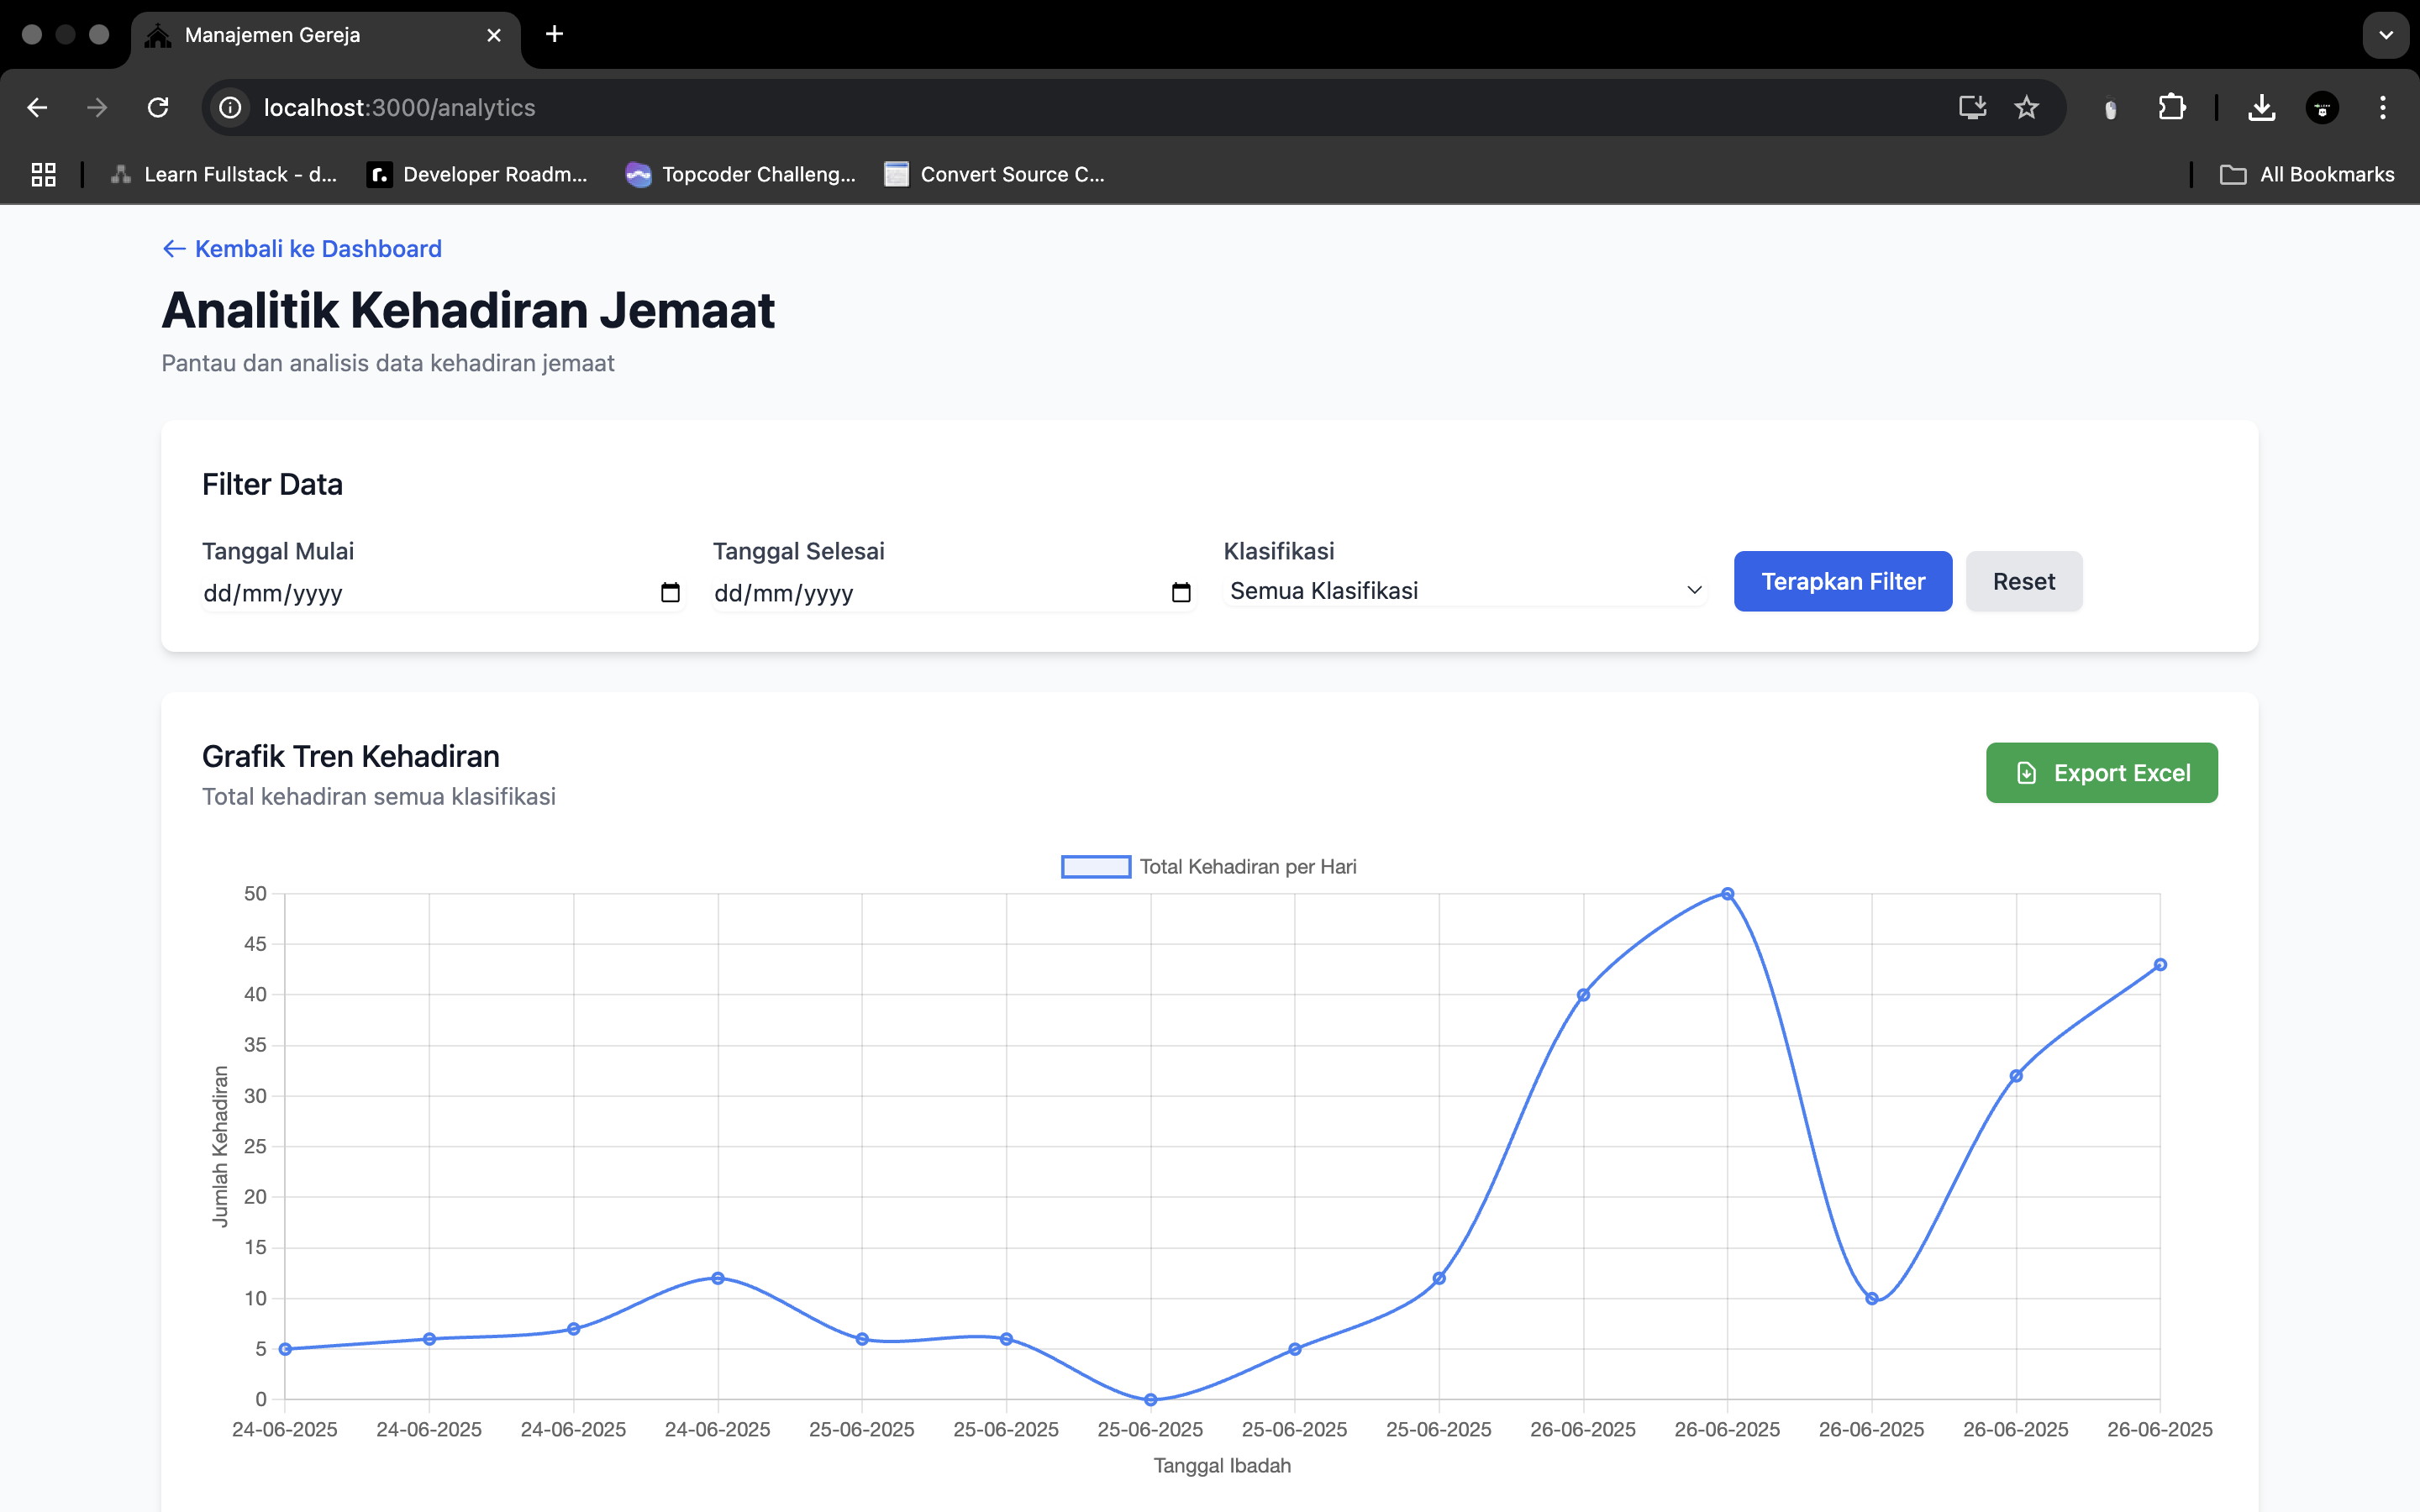 Manajemen Gereja
localhost:3000/analytics
Learn Fullstack - d... Developer Roadm... Topcoder Challeng... Convert Source C... All Bookmarks
← Kembali ke Dashboard
Analitik Kehadiran Jemaat
Pantau dan analisis data kehadiran jemaat
Filter Data
Tanggal Mulai Tanggal Selesai Klasifikasi
dd/mm/yyyy dd/mm/yyyy Semua Klasifikasi Terapkan Filter Reset
Grafik Tren Kehadiran
Total kehadiran semua klasifikasi
Export Excel
Total Kehadiran per Hari
50
45
40
35
30
25
20
15
10
5
0
Jumlah Kehadiran
24-06-2025 24-06-2025 24-06-2025 24-06-2025 25-06-2025 25-06-2025 25-06-2025 25-06-2025 25-06-2025 26-06-2025 26-06-2025 26-06-2025 26-06-2025 26-06-2025
Tanggal Ibadah